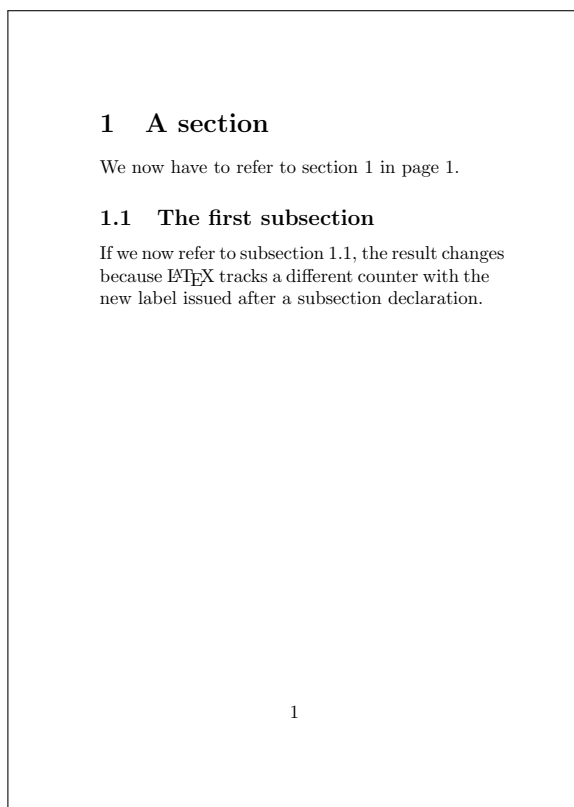 1 A section
We now have to refer to section 1 in page 1.
1.1 The first subsection
If we now refer to subsection 1.1, the result changes
because LATEX tracks a different counter with the
new label issued after a subsection declaration.
1